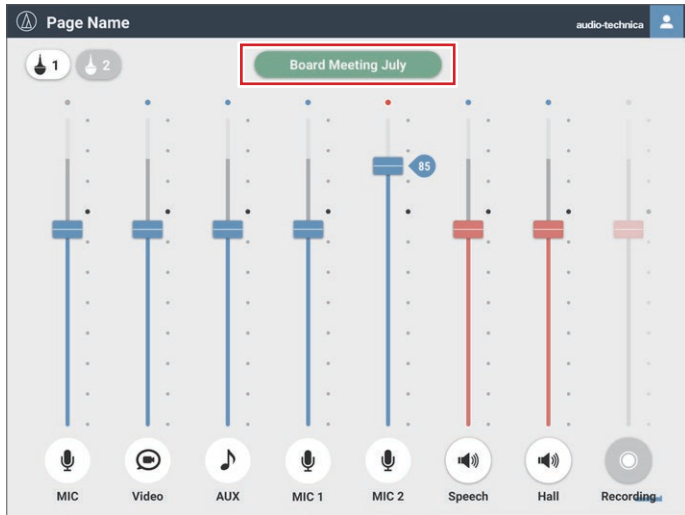 Page Name
audio-technica
1
2
Board Meeting July
85
MIC
Video
AUX
MIC 1
MIC 2
Speech
Hall
Recording